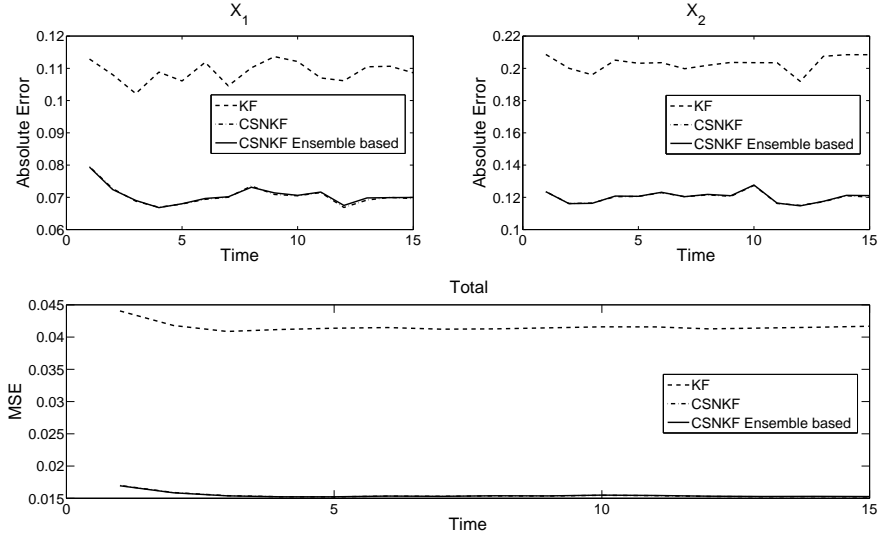 X1
0.12
0.11
0.1
0.09
0.08
0.07
0.06
0
5
10
15
Time
Absolute Error
KF
CSNKF
CSNKF Ensemble based
X2
0.22
0.2
0.18
0.16
0.14
0.12
0.1
0
5
10
15
Time
Absolute Error
KF
CSNKF
CSNKF Ensemble based
Total
0.045
0.04
0.035
0.03
0.025
0.02
0.015
0
5
10
15
Time
MSE
KF
CSNKF
CSNKF Ensemble based